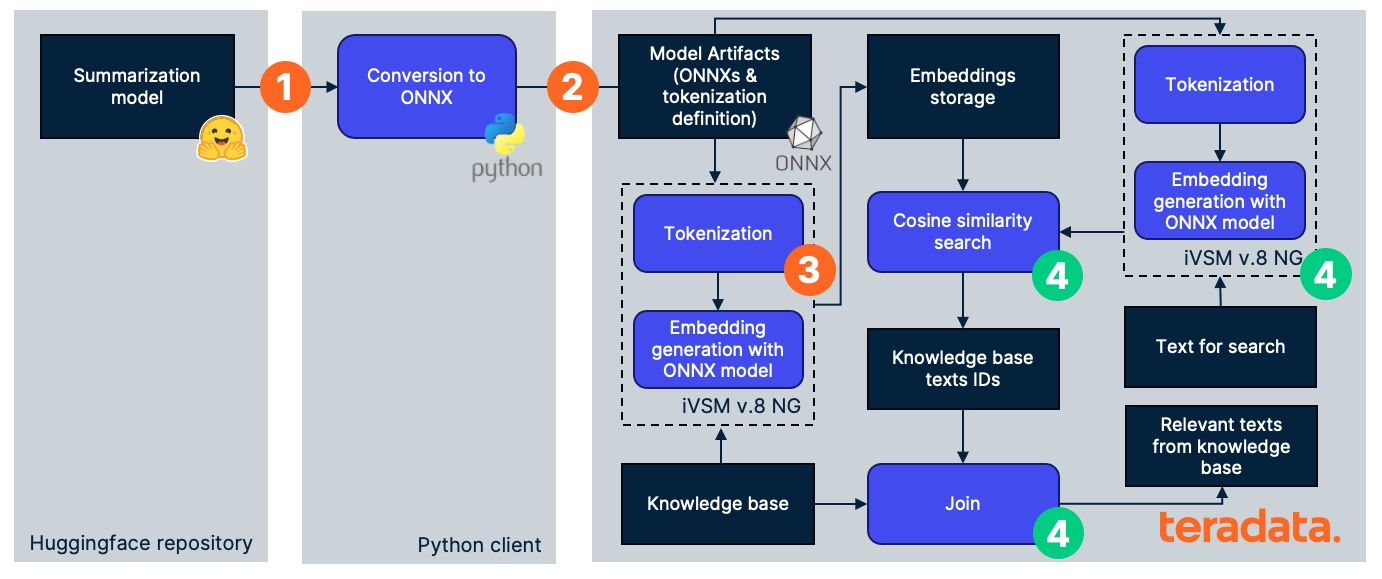 Summarization
model
1
Conversion to
ONNX
python
2
Model Artifacts
(ONNXs &
tokenization
definition)
ONNX
Tokenization
3
Embedding
generation with
ONNX model
iVSM v.8 NG
Knowledge base
Embeddings
storage
Cosine similarity
search
4
Knowledge base
texts IDs
Join
4
Tokenization
Embedding
generation with
ONNX model
iVSM v.8 NG
4
Text for search
Relevant texts
from knowledge
base
teradata.
Huggingface repository
Python client